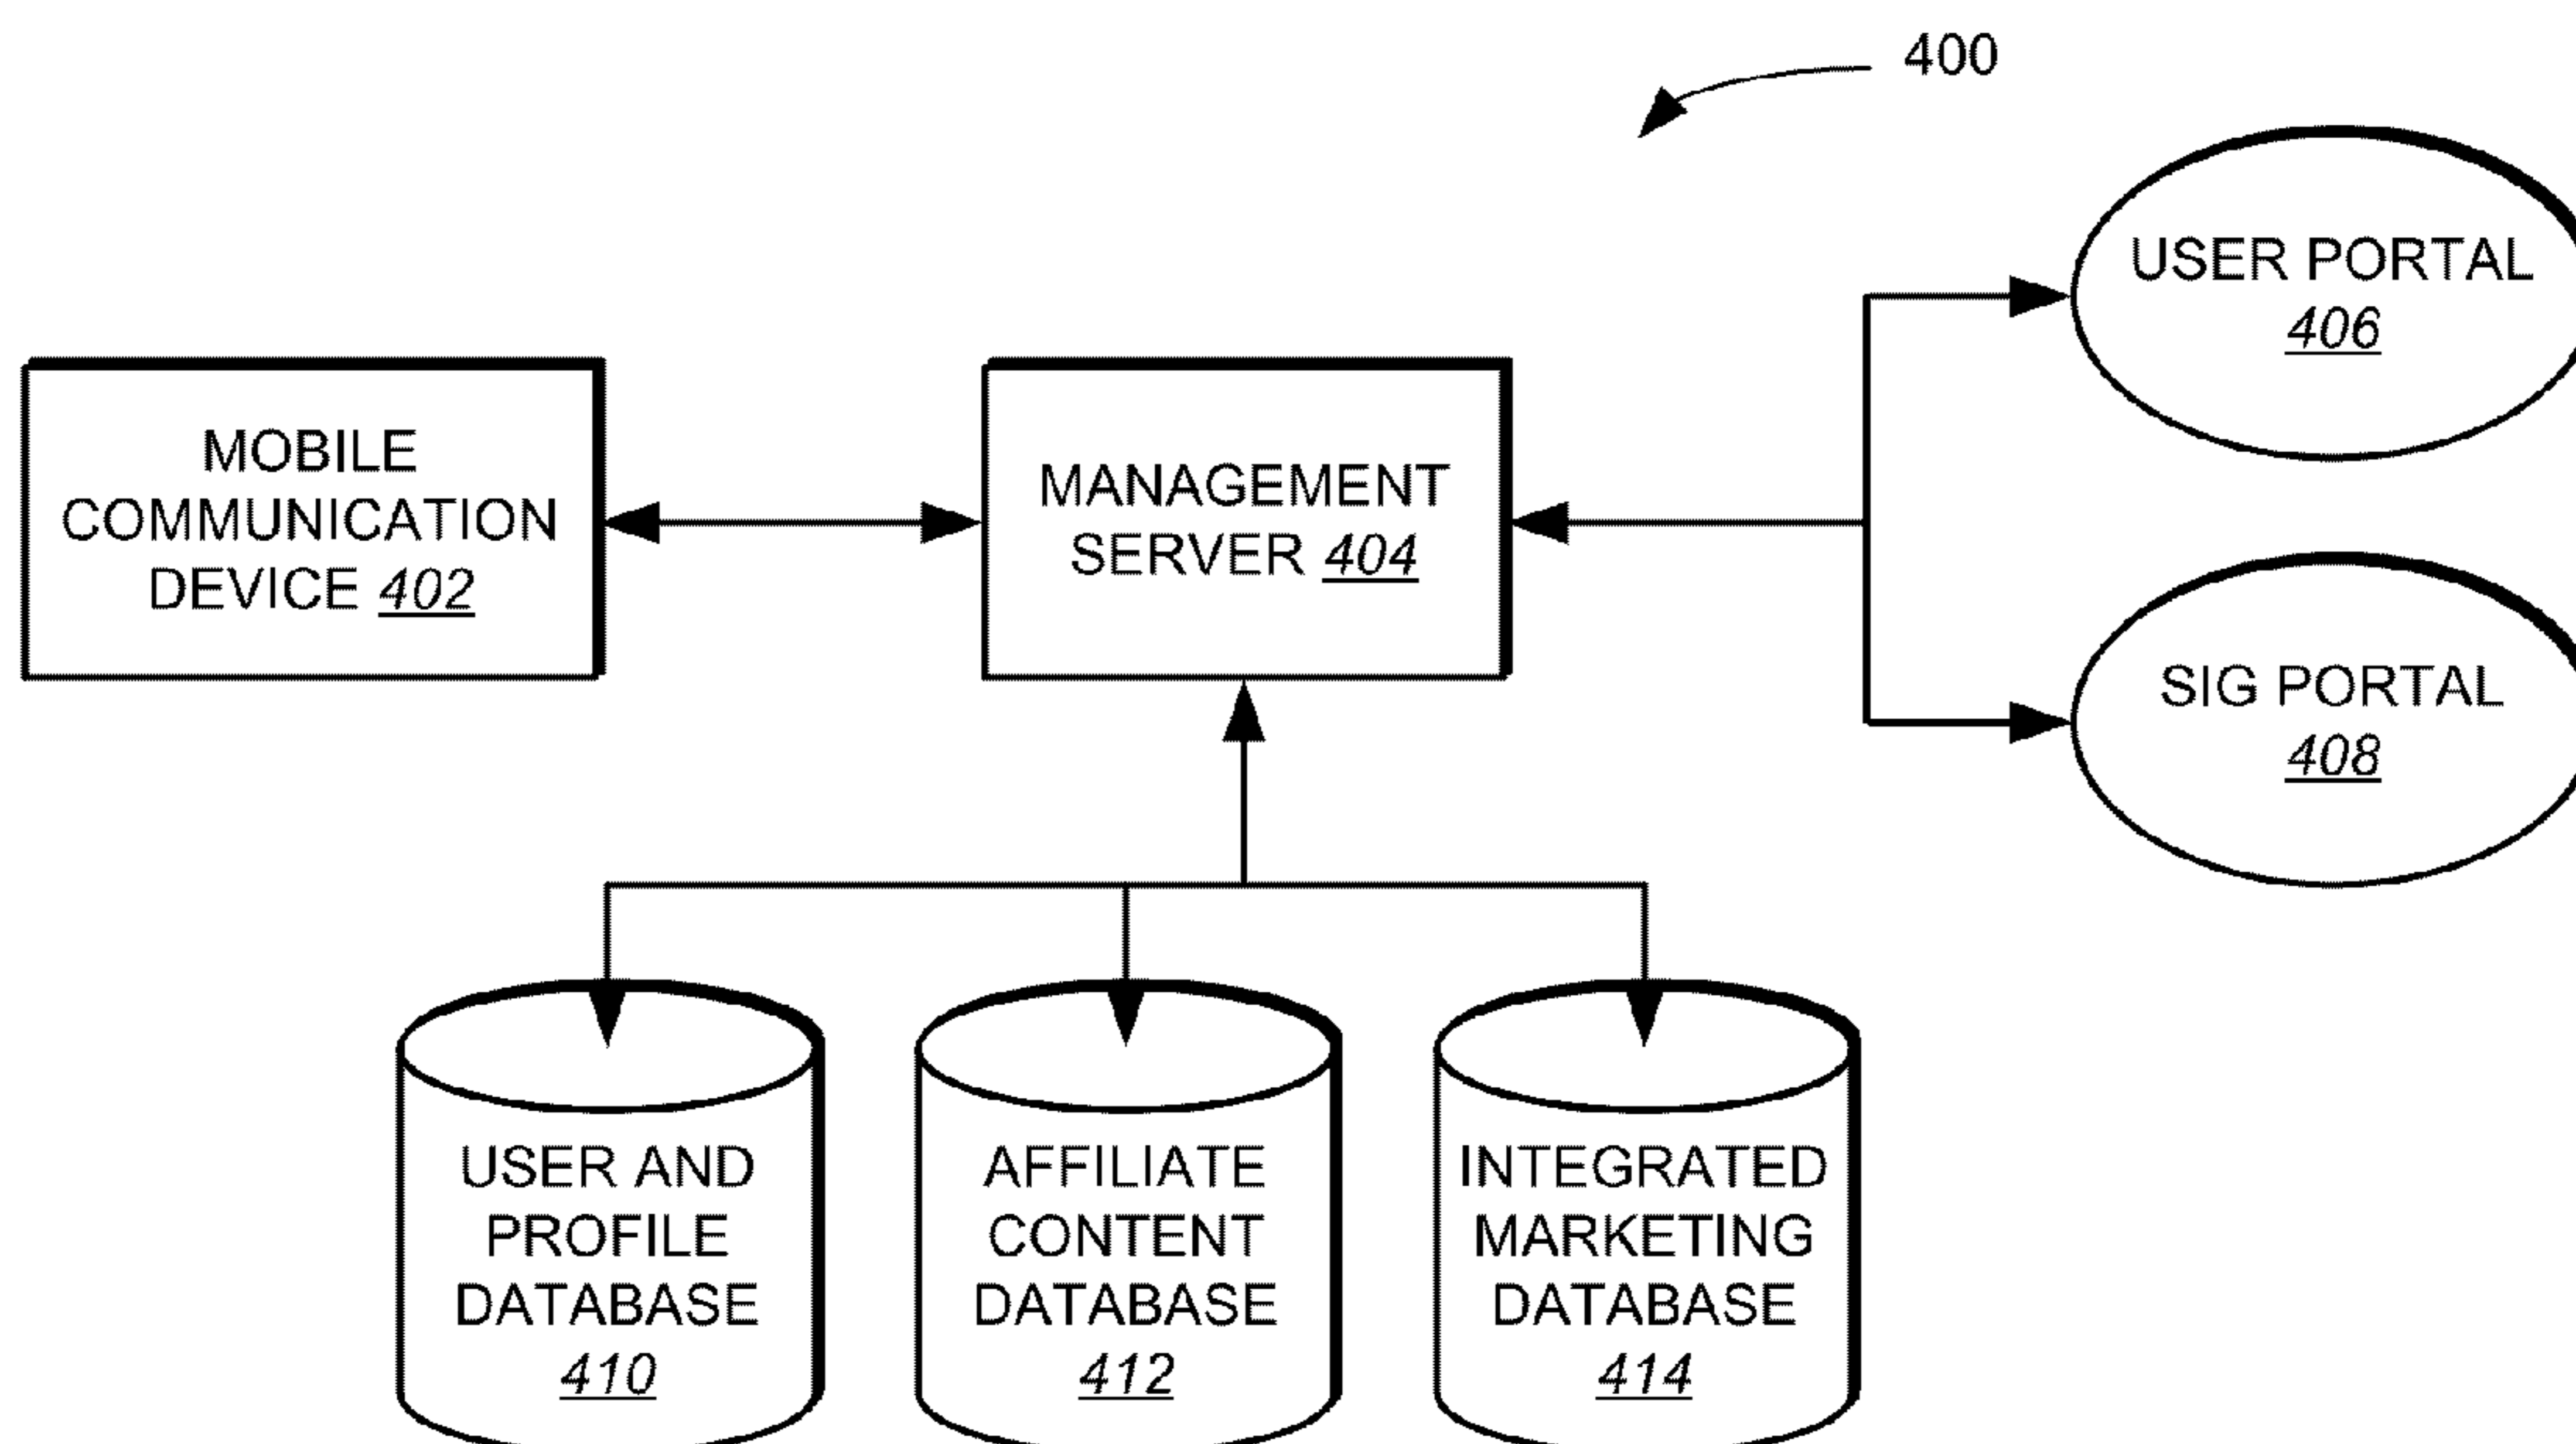 400
USER PORTAL
406
MOBILE
COMMUNICATION
DEVICE 402
MANAGEMENT
SERVER 404
SIG PORTAL
408
USER AND
PROFILE
DATABASE
410
AFFILIATE
CONTENT
DATABASE
412
INTEGRATED
MARKETING
DATABASE
414